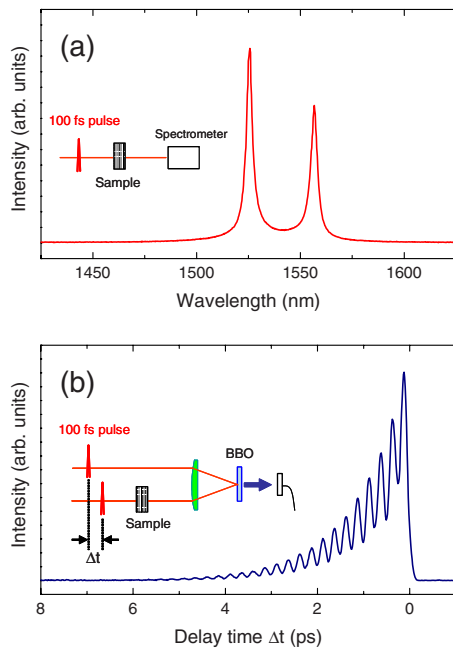 (a)
Intensity (arb. units)
100 fs pulse
Spectrometer
Sample
1450 1500 1550 1600
Wavelength (nm)
(b)
Intensity (arb. units)
100 fs pulse
BBO
Sample
Δt
8 6 4 2 0
Delay time Δt (ps)